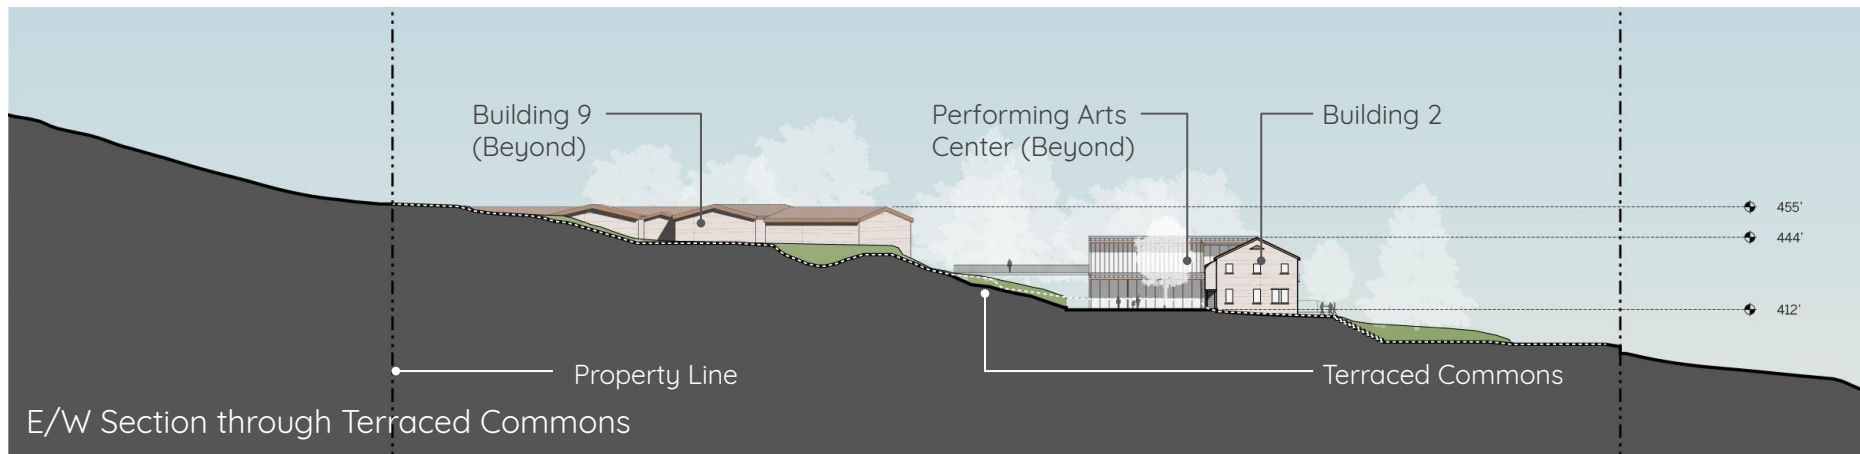 Building 9
(Beyond)
Performing Arts
Center (Beyond)
Building 2
455'
444'
412'
Property Line
Terraced Commons
E/W Section through Terraced Commons